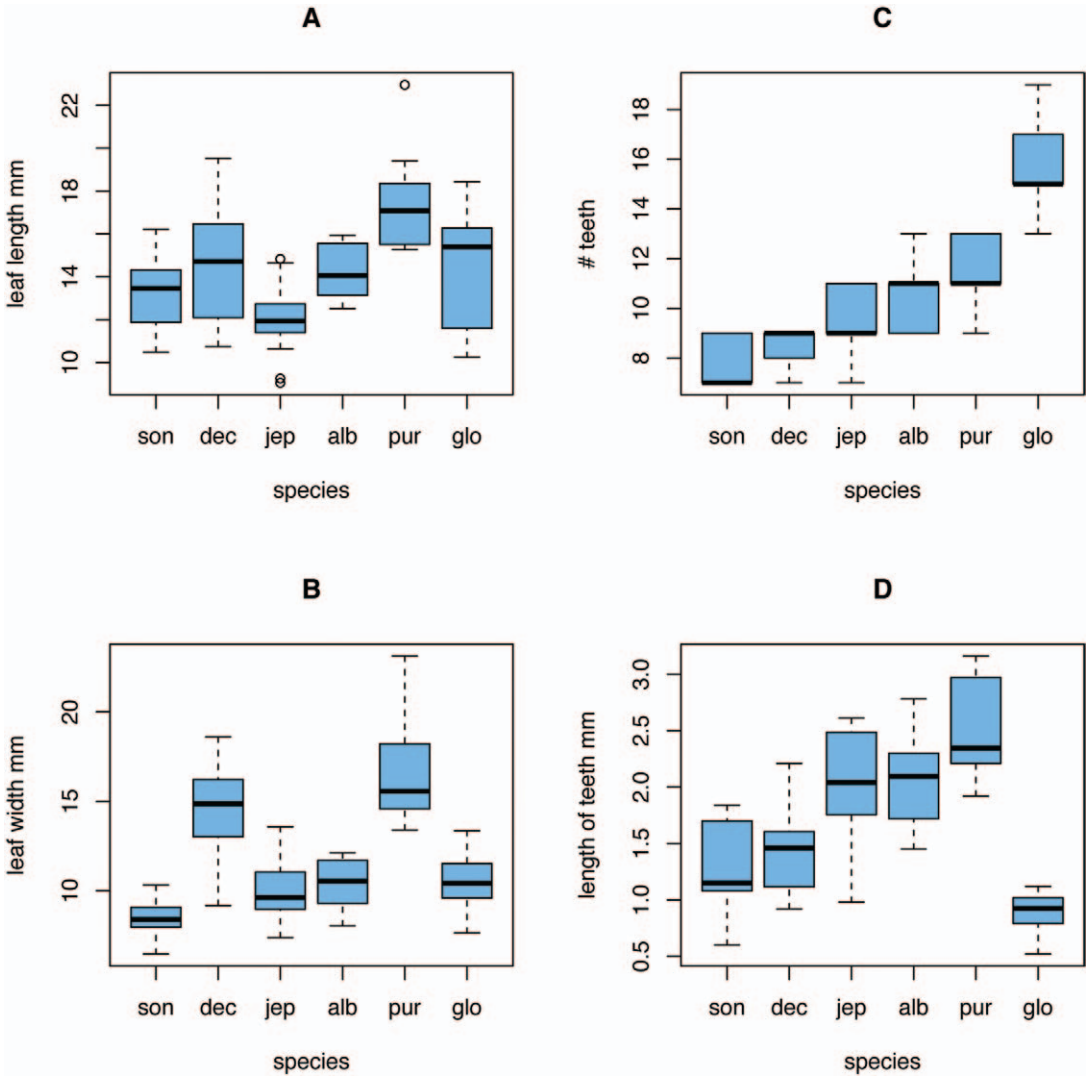 A
leaf length mm
22
18
14
10
son dec jep alb pur glo
species
C
# teeth
18
16
14
12
10
8
son dec jep alb pur glo
species
B
leaf width mm
20
15
10
son dec jep alb pur glo
species
D
length of teeth mm
3.0
2.5
2.0
1.5
1.0
0.5
son dec jep alb pur glo
species